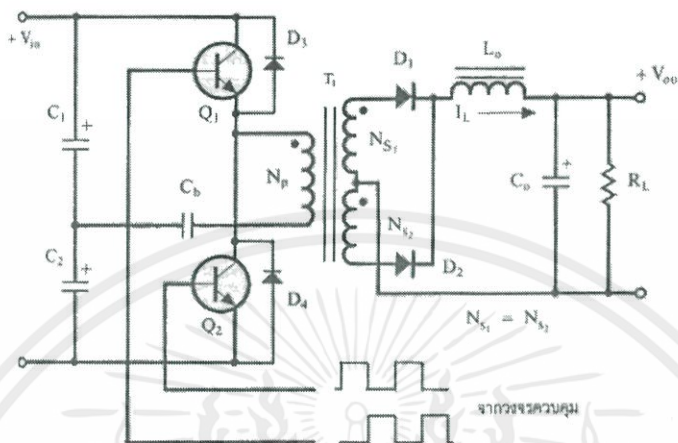 + V_in
D_3
Q_1
C_1
C_b
N_p
T_1
D_1
L_o
I_L
+ V_oo
N_S1
N_S2
C_o
R_L
C_2
D_4
Q_2
D_2
N_S1 = N_S2
จากวงจรควบคุม